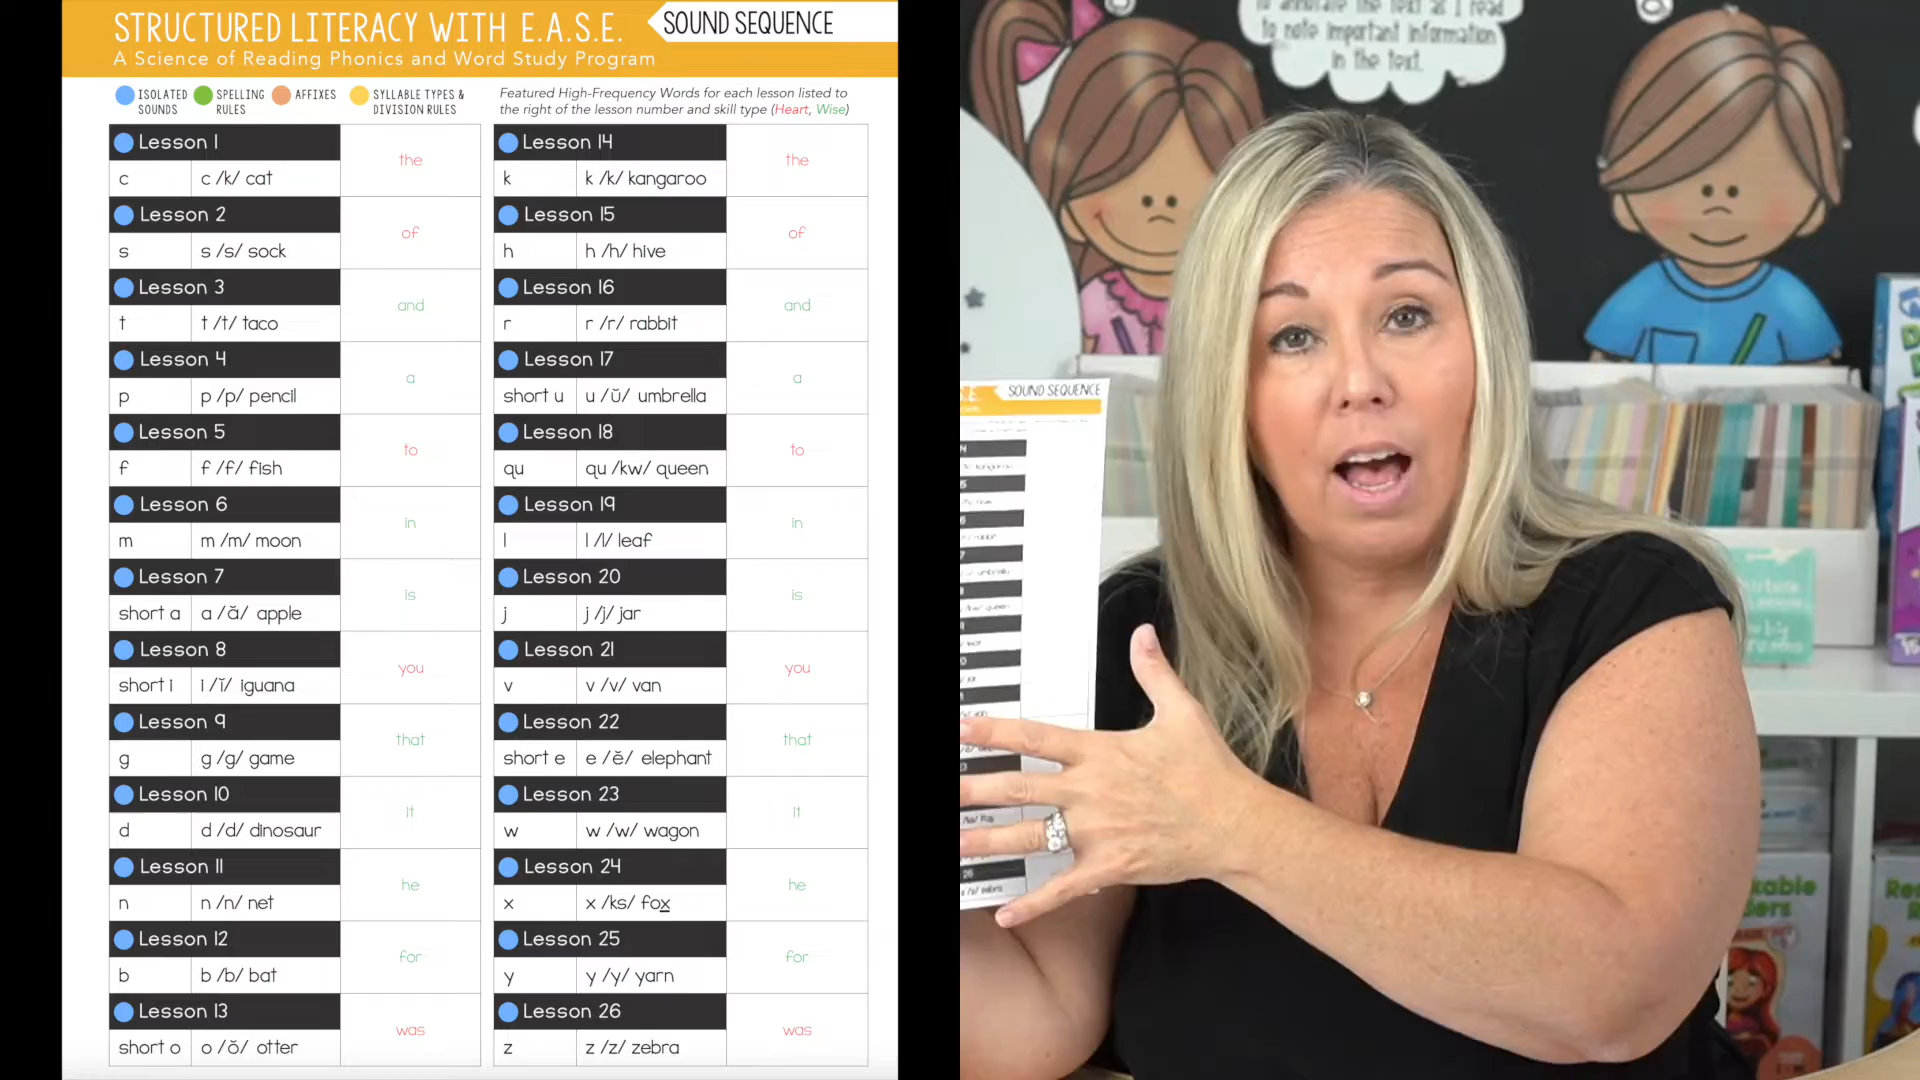 STRUCTURED LITERACY WITH E.A.S.E.
SOUND SEQUENCE
A Science of Reading Phonics and Word Study Program
ISOLATED SOUNDS
SPELLING RULES
AFFIXES
SYLLABLE TYPES & DIVISION RULES
Featured High-Frequency Words for each lesson listed to
the right of the lesson number and skill type (Heart, Wise)
Lesson 1
c c /k/ cat
the
Lesson 2
s s /s/ sock
of
Lesson 3
t t /t/ taco
and
Lesson 4
p p /p/ pencil
a
Lesson 5
f f /f/ fish
to
Lesson 6
m m /m/ moon
in
Lesson 7
short a a /ă/ apple
is
Lesson 8
short i i /ĭ/ iguana
you
Lesson 9
g g /g/ game
that
Lesson 10
d d /d/ dinosaur
it
Lesson 11
n n /n/ net
he
Lesson 12
b b /b/ bat
for
Lesson 13
short o o /ŏ/ otter
was
Lesson 14
k k /k/ kangaroo
the
Lesson 15
h h /h/ hive
of
Lesson 16
r r /r/ rabbit
and
Lesson 17
short u u /ŭ/ umbrella
a
Lesson 18
qu qu /kw/ queen
to
Lesson 19
l l /l/ leaf
in
Lesson 20
j j /j/ jar
is
Lesson 21
v v /v/ van
you
Lesson 22
short e e /ĕ/ elephant
that
Lesson 23
w w /w/ wagon
it
Lesson 24
x x /ks/ fox
he
Lesson 25
y y /y/ yarn
for
Lesson 26
z z /z/ zebra
was
to annotate the text as I read
to note important information
in the text.
SOUND SEQUENCE